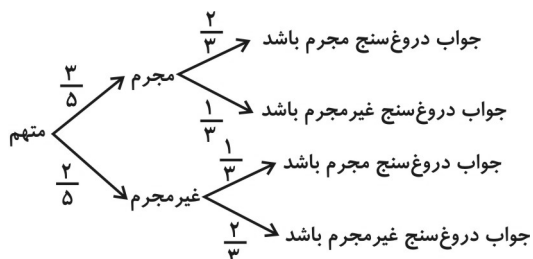 ۲/۳ جواب دروغ‌سنج مجرم باشد
۳/۵ مجرم
۱/۳ جواب دروغ‌سنج غیرمجرم باشد
متهم
۱/۳ جواب دروغ‌سنج مجرم باشد
۲/۵ غیرمجرم
۲/۳ جواب دروغ‌سنج غیرمجرم باشد